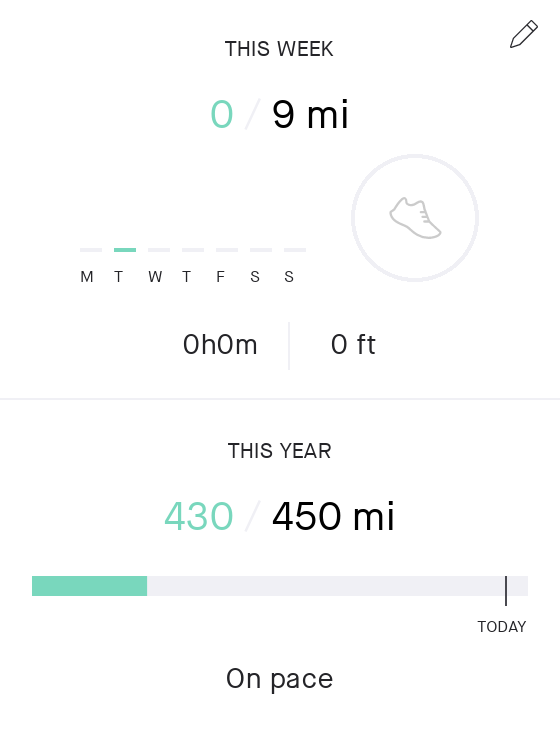 THIS WEEK
0 / 9 mi
M T W T F S S
0h0m 0 ft
THIS YEAR
430 / 450 mi
TODAY
On pace